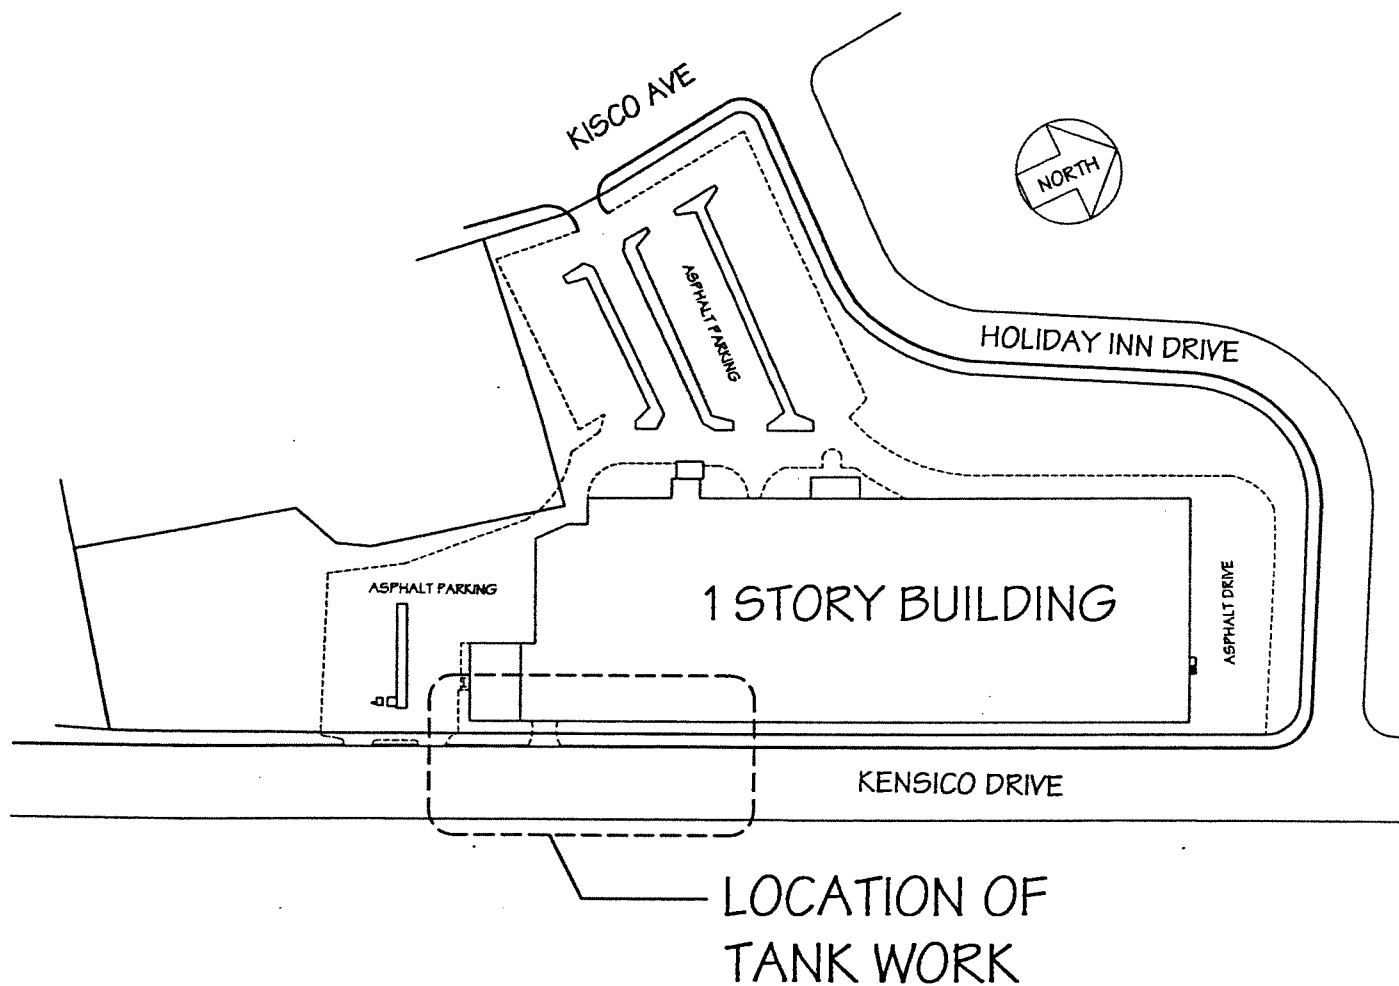 KISCO AVE
NORTH
ASPHALT PARKING
HOLIDAY INN DRIVE
ASPHALT PARKING
1 STORY BUILDING
ASPHALT DRIVE
KENSICO DRIVE
LOCATION OF
TANK WORK